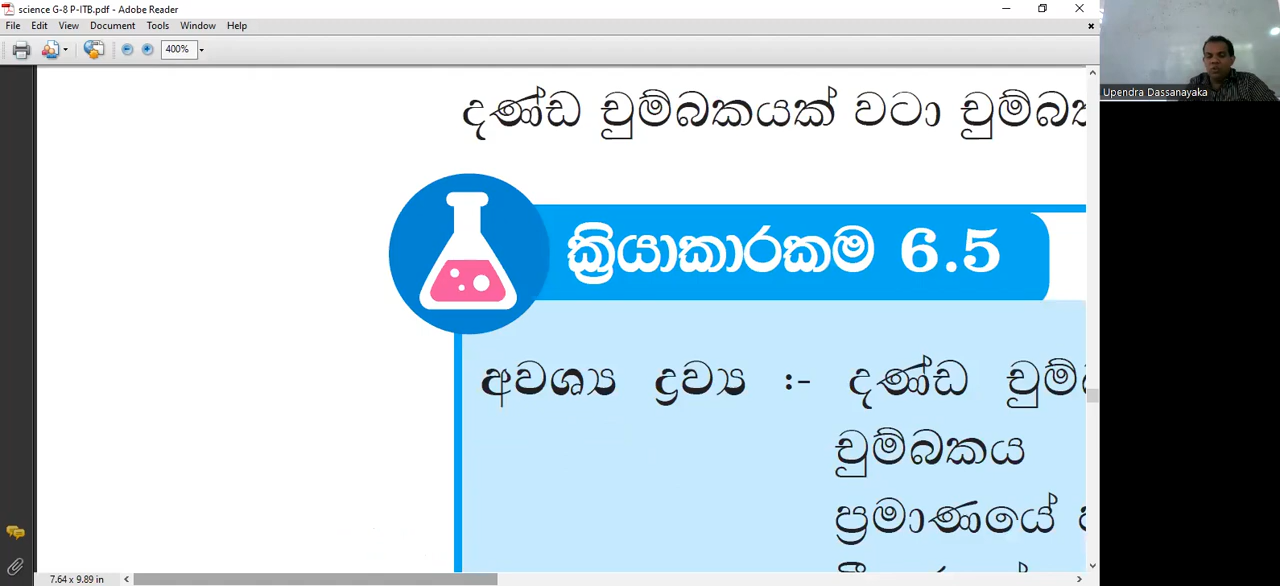 science G-8 P-ITB.pdf - Adobe Reader
File Edit View Document Tools Window Help
400%
Upendra Dassanayaka
දණ්ඩ චුම්බකයක් වටා
ක්‍රියාකාරකම 6.5
අවශ්‍ය ද්‍රව්‍ය :- දණ්ඩ
චුම්බකය
ප්‍රමාණයේ
7.64 x 9.89 in